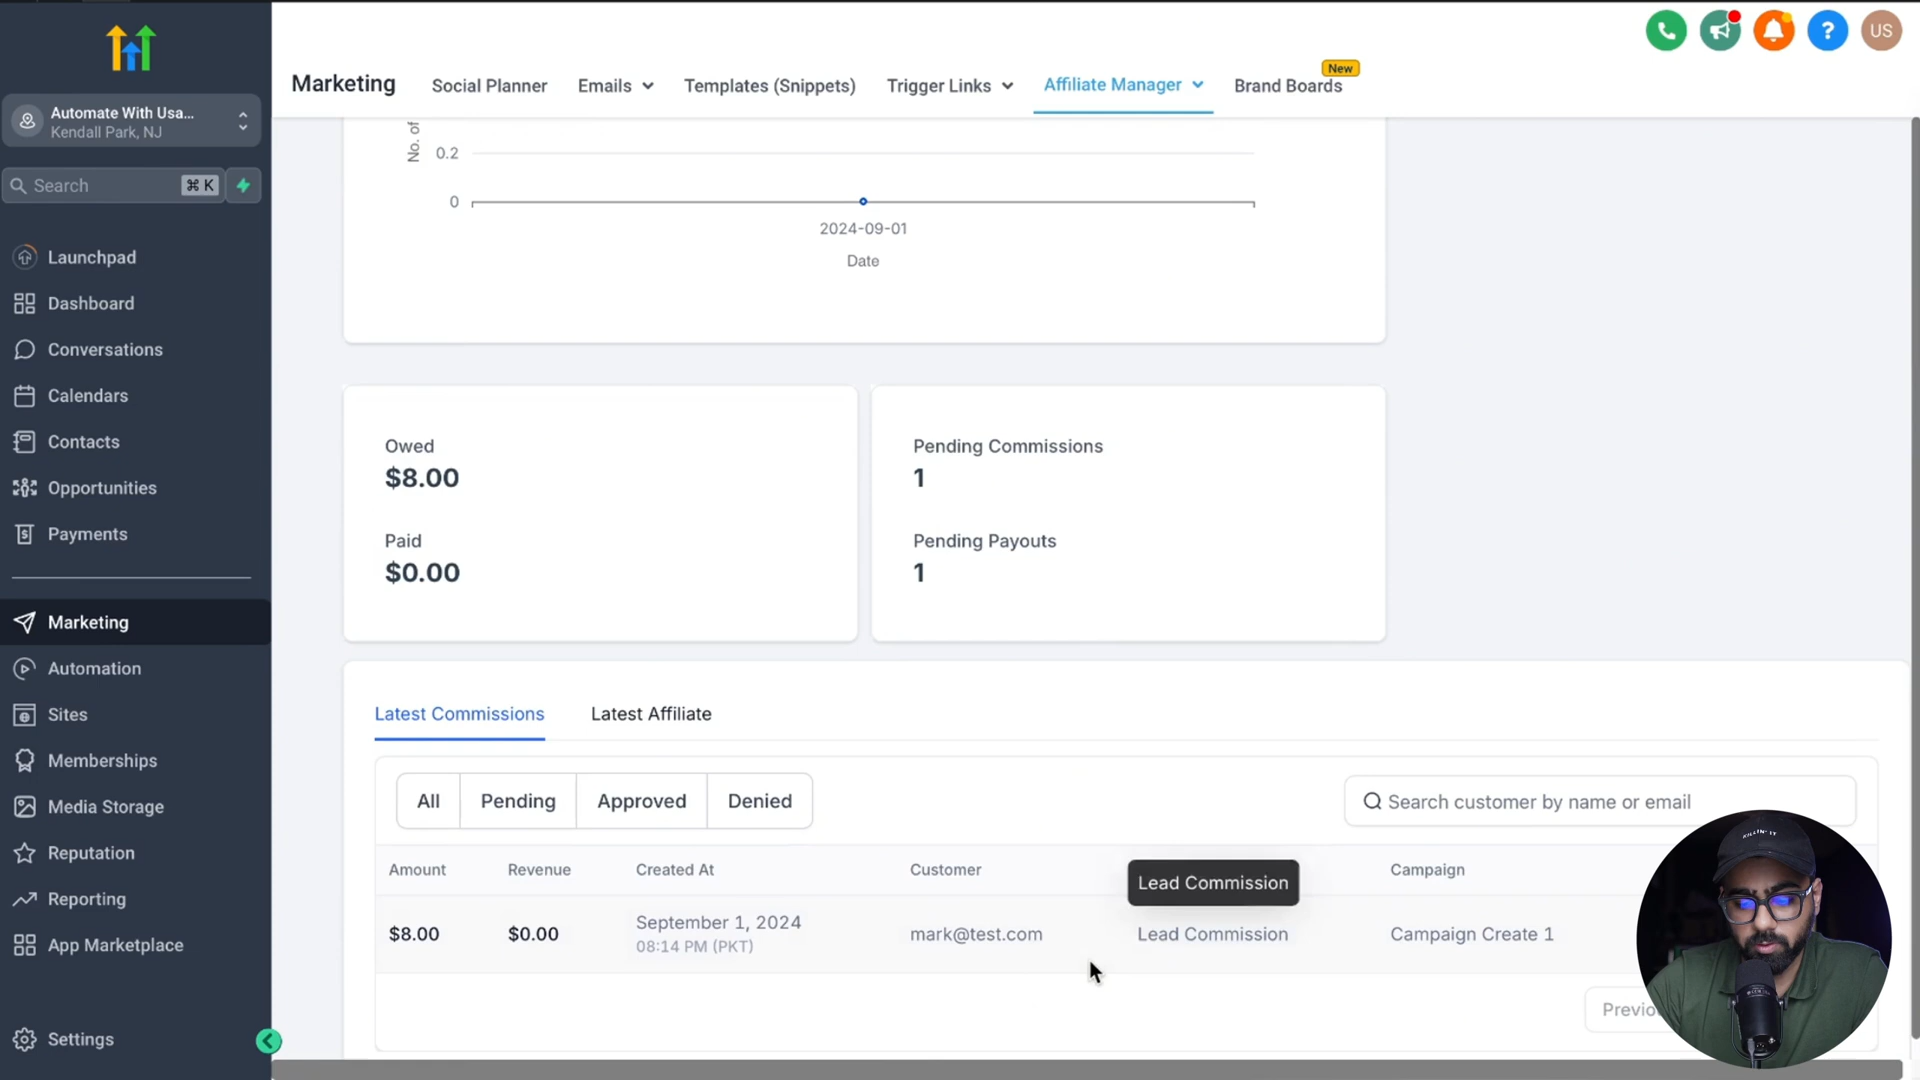 Automate With Usa...
Kendall Park, NJ
Search
⌘ K
Launchpad
Dashboard
Conversations
Calendars
Contacts
Opportunities
Payments
Marketing
Automation
Sites
Memberships
Media Storage
Reputation
Reporting
App Marketplace
Settings
Marketing
Social Planner
Emails
Templates (Snippets)
Trigger Links
Affiliate Manager
Brand Boards
New
?
US
No. of
0.2
0
2024-09-01
Date
Owed
$8.00
Paid
$0.00
Pending Commissions
1
Pending Payouts
1
Latest Commissions
Latest Affiliate
All
Pending
Approved
Denied
Search customer by name or email
Amount
Revenue
Created At
Customer
Lead Commission
Campaign
$8.00
$0.00
September 1, 2024
08:14 PM (PKT)
mark@test.com
Lead Commission
Campaign Create 1
Previo
KILLIN' IT